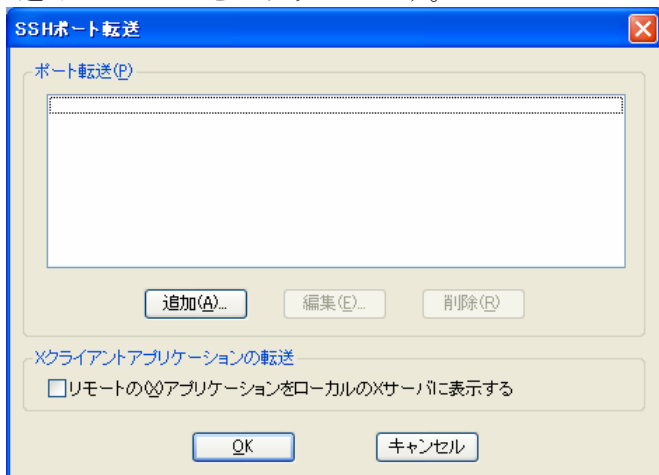 SSHポート転送
ポート転送(P)
追加(A)...
編集(E)...
削除(R)
Xクライアントアプリケーションの転送
リモートの(X)アプリケーションをローカルのXサーバに表示する
OK
キャンセル